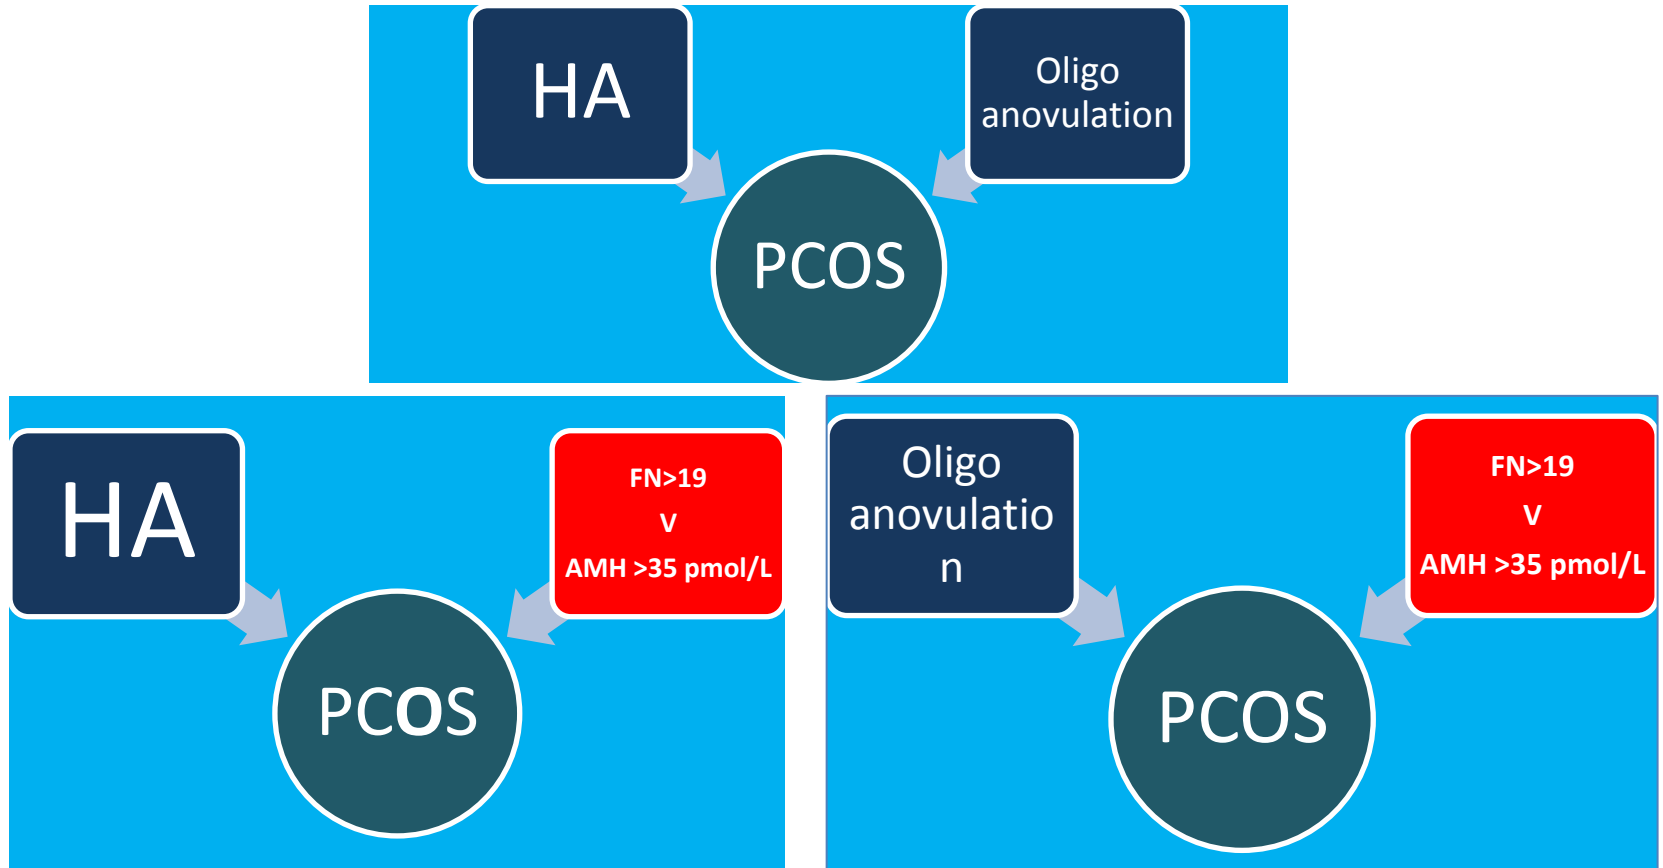 HA
Oligo
anovulation
PCOS
HA
FN>19
V
AMH >35 pmol/L
PCOS
Oligo
anovulatio
n
FN>19
V
AMH >35 pmol/L
PCOS